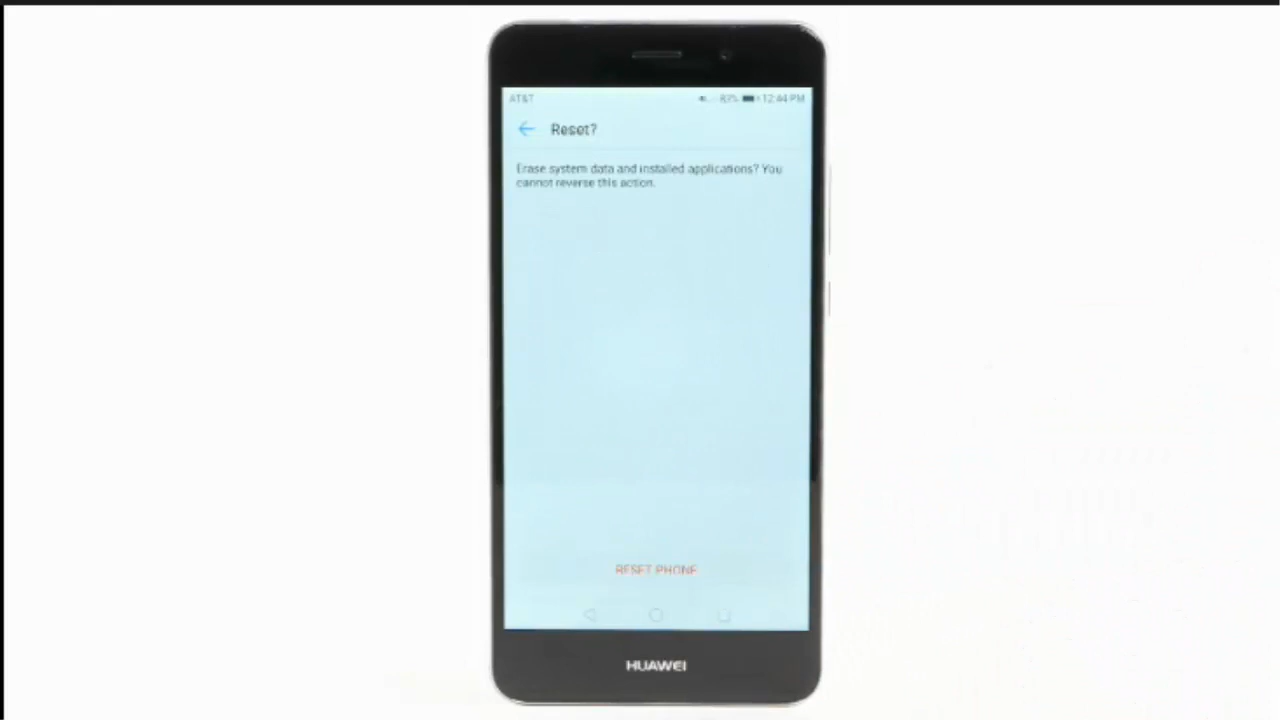 AT&T 83% 12:44 PM
Reset?
Erase system data and installed applications? You
cannot reverse this action.
RESET PHONE
HUAWEI